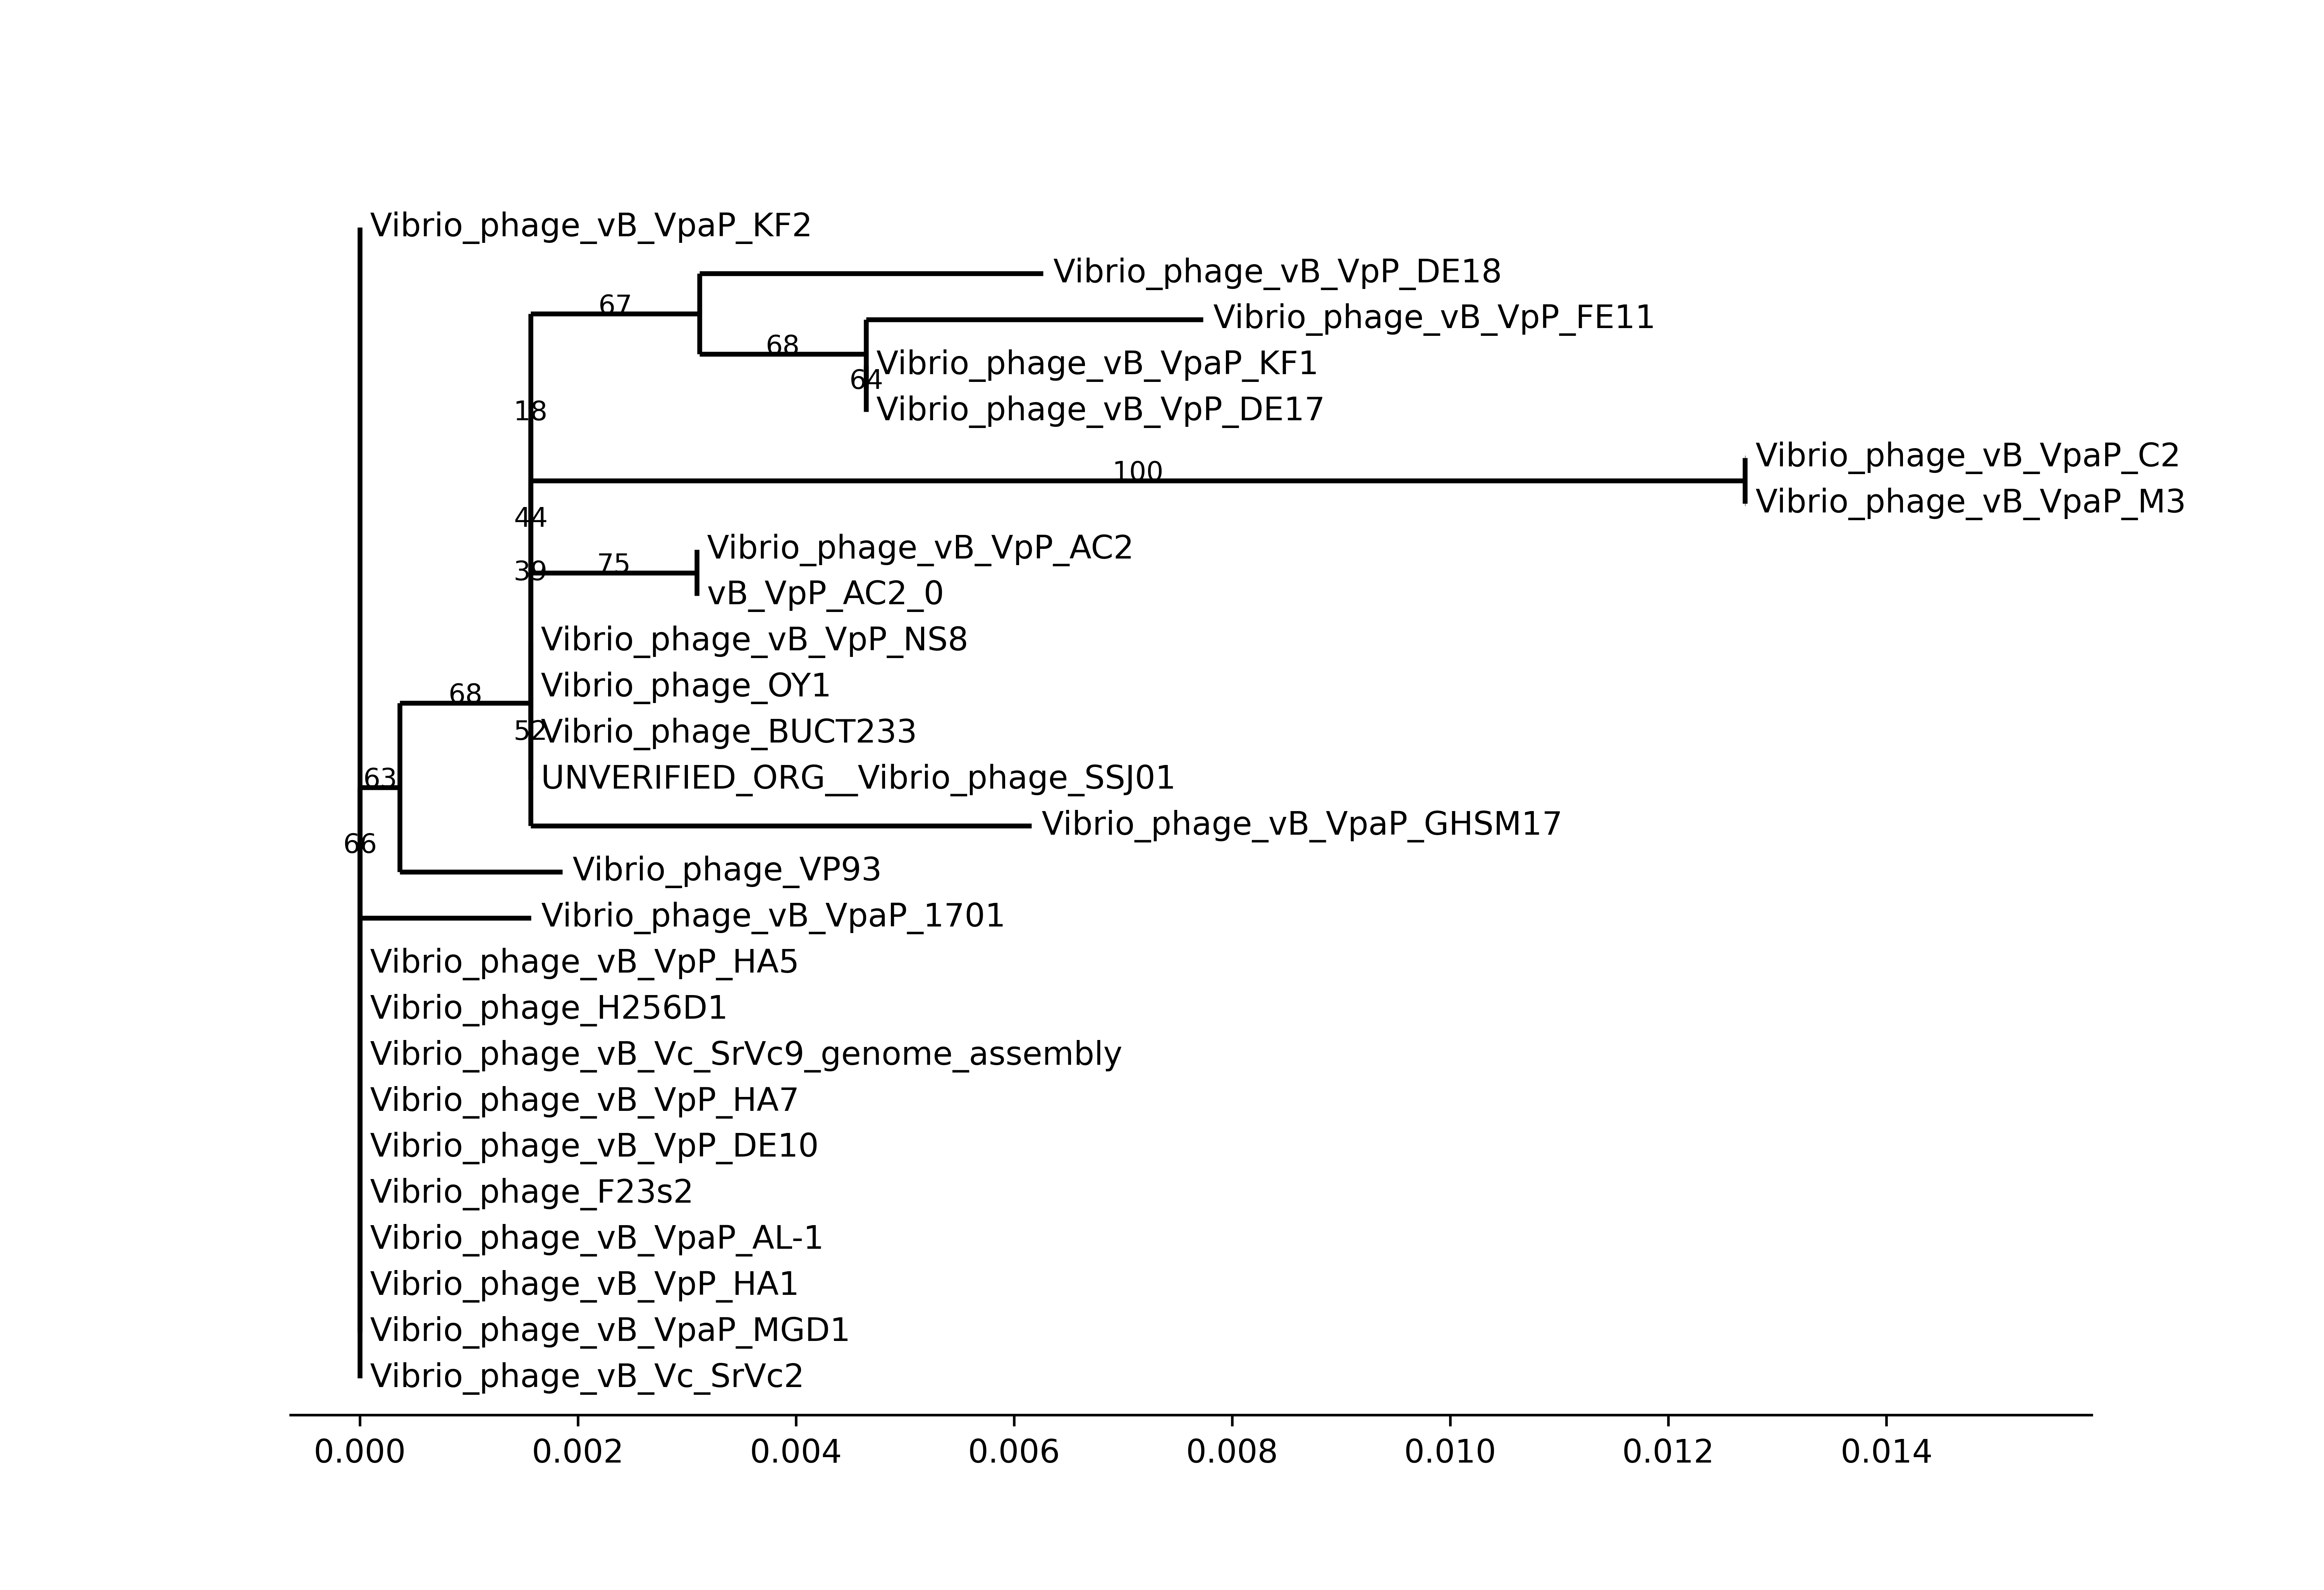 Vibrio_phage_vB_VpaP_KF2
Vibrio_phage_vB_VpP_DE18
67
Vibrio_phage_vB_VpP_FE11
68
Vibrio_phage_vB_VpaP_KF1
64
Vibrio_phage_vB_VpP_DE17
18
Vibrio_phage_vB_VpaP_C2
100
Vibrio_phage_vB_VpaP_M3
44
Vibrio_phage_vB_VpP_AC2
39
75
vB_VpP_AC2_0
Vibrio_phage_vB_VpP_NS8
Vibrio_phage_OY1
68
52
Vibrio_phage_BUCT233
UNVERIFIED_ORG__Vibrio_phage_SSJ01
63
Vibrio_phage_vB_VpaP_GHSM17
66
Vibrio_phage_VP93
Vibrio_phage_vB_VpaP_1701
Vibrio_phage_vB_VpP_HA5
Vibrio_phage_H256D1
Vibrio_phage_vB_Vc_SrVc9_genome_assembly
Vibrio_phage_vB_VpP_HA7
Vibrio_phage_vB_VpP_DE10
Vibrio_phage_F23s2
Vibrio_phage_vB_VpaP_AL-1
Vibrio_phage_vB_VpP_HA1
Vibrio_phage_vB_VpaP_MGD1
Vibrio_phage_vB_Vc_SrVc2
0.000 0.002 0.004 0.006 0.008 0.010 0.012 0.014